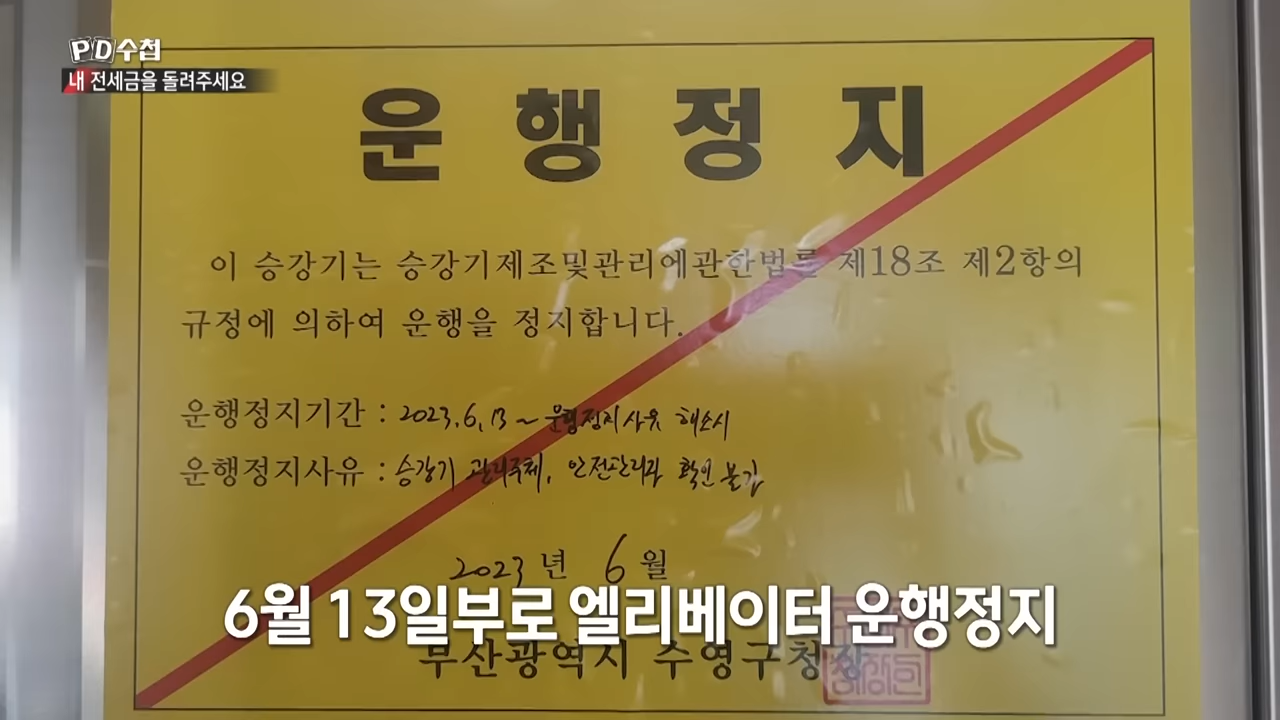 PD수첩
내 전세금을 돌려주세요
운행정지
이 승강기는 승강기제조및관리에관한법률 제18조 제2항의
규정에 의하여 운행을 정지합니다.
운행정지기간 : 2023. 6. 13 ~ 운행정지사유 해소시
운행정지사유 : 승강기 관리주체, 안전관리자 확인 불가
2023 년 6 월
6월 13일부로 엘리베이터 운행정지
부산광역시 수영구청장